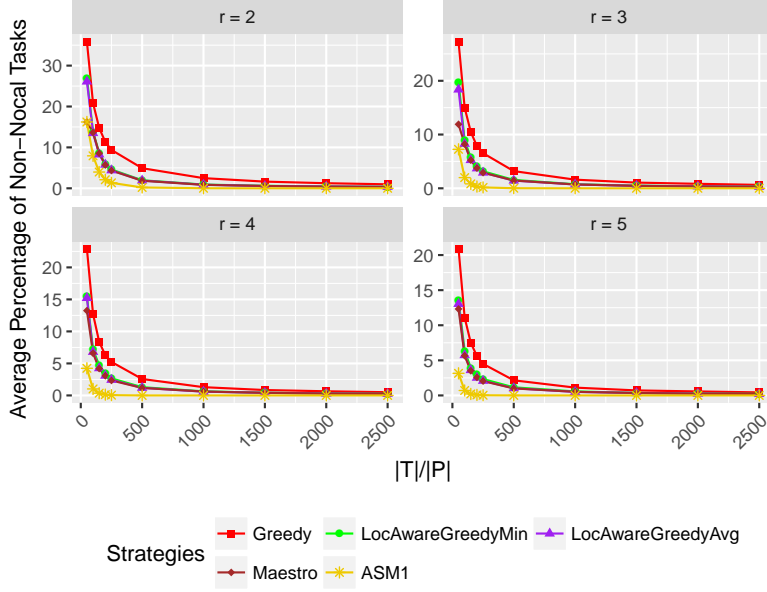 Average Percentage of Non−Nocal Tasks
r = 2
r = 3
30
20
10
0
20
10
0
r = 4
r = 5
20
15
10
5
0
20
15
10
5
0
0 500 1000 1500 2000 2500
0 500 1000 1500 2000 2500
|T|/|P|
Strategies
Greedy LocAwareGreedyMin LocAwareGreedyAvg
Maestro ASM1